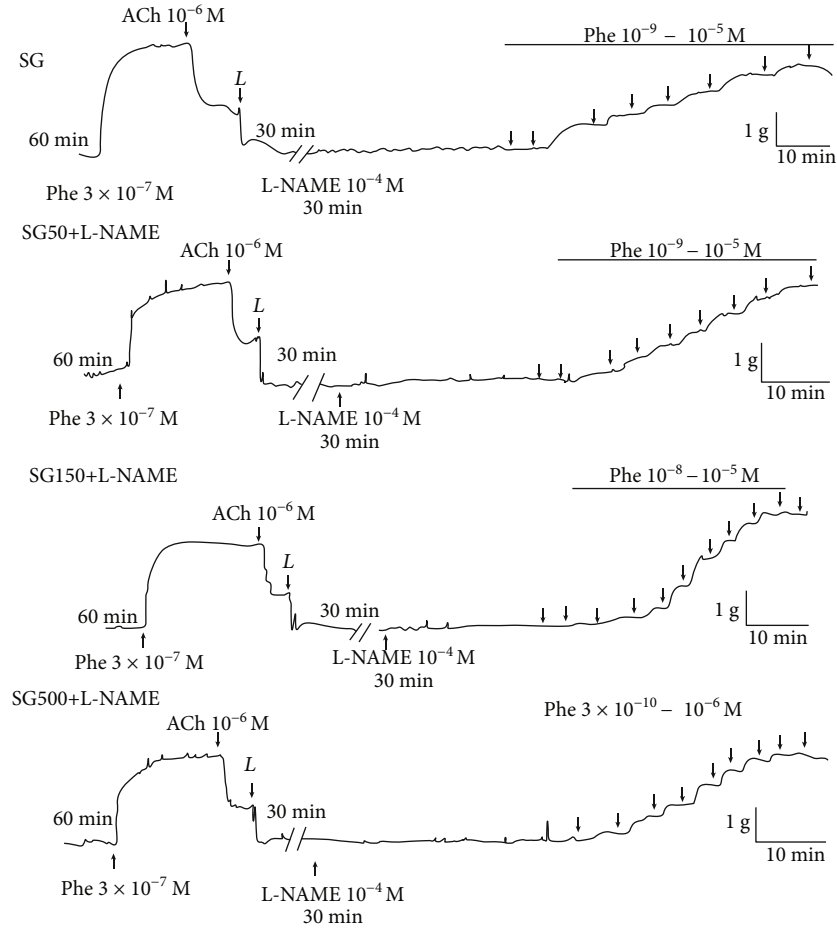 ACh 10⁻⁶ M
Phe 10⁻⁹ – 10⁻⁵ M
SG
L
60 min
30 min
1 g
10 min
Phe 3 × 10⁻⁷ M
L-NAME 10⁻⁴ M
30 min
SG50+L-NAME
ACh 10⁻⁶ M
Phe 10⁻⁹ – 10⁻⁵ M
L
60 min
30 min
1 g
10 min
Phe 3 × 10⁻⁷ M
L-NAME 10⁻⁴ M
30 min
SG150+L-NAME
Phe 10⁻⁸ – 10⁻⁵ M
ACh 10⁻⁶ M
L
60 min
30 min
1 g
10 min
Phe 3 × 10⁻⁷ M
L-NAME 10⁻⁴ M
30 min
SG500+L-NAME
ACh 10⁻⁶ M
Phe 3 × 10⁻¹⁰ – 10⁻⁶ M
L
60 min
30 min
1 g
10 min
Phe 3 × 10⁻⁷ M
L-NAME 10⁻⁴ M
30 min